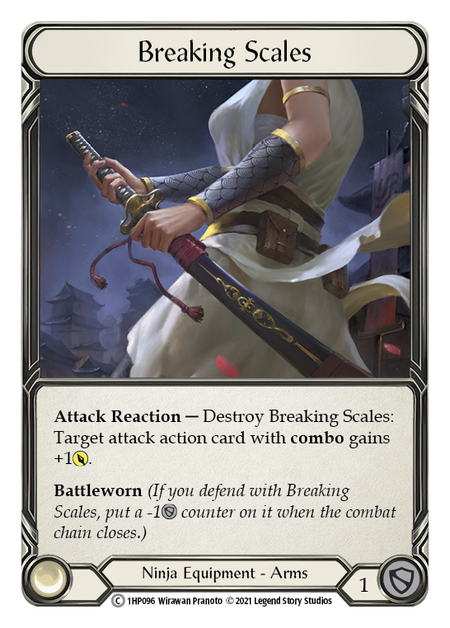 Breaking Scales
Attack Reaction — Destroy Breaking Scales:
Target attack action card with combo gains
+1.
Battleworn (If you defend with Breaking
Scales, put a -1 counter on it when the combat
chain closes.)
Ninja Equipment - Arms
1
C 1HP096 Wirawan Pranoto © 2021 Legend Story Studios